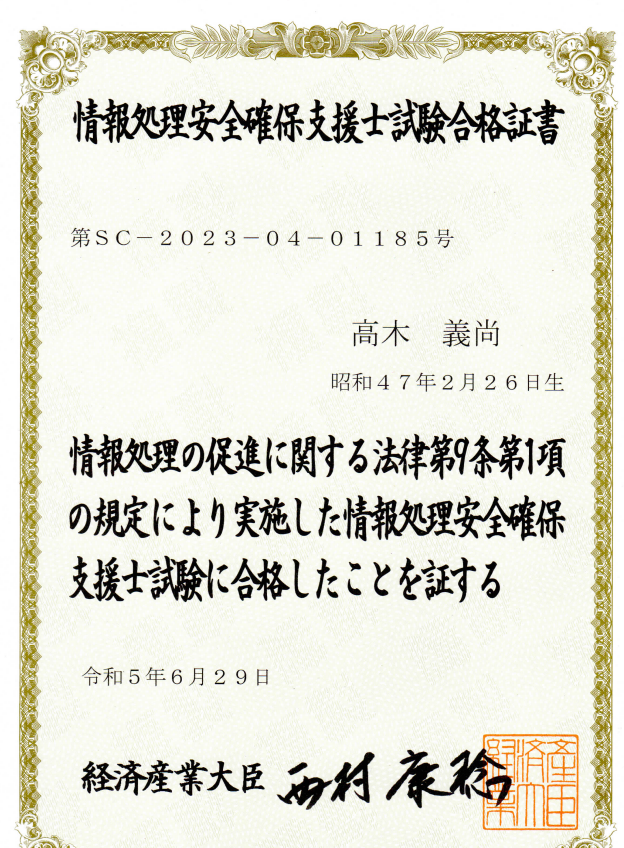 情報処理安全確保支援士試験合格証書
第ＳＣ－２０２３－０４－０１１８５号
高木　義尚
昭和４７年２月２６日生
情報処理の促進に関する法律第9条第1項
の規定により実施した情報処理安全確保
支援士試験に合格したことを証する
令和５年６月２９日
経済産業大臣 西村康稔
経済産業大臣